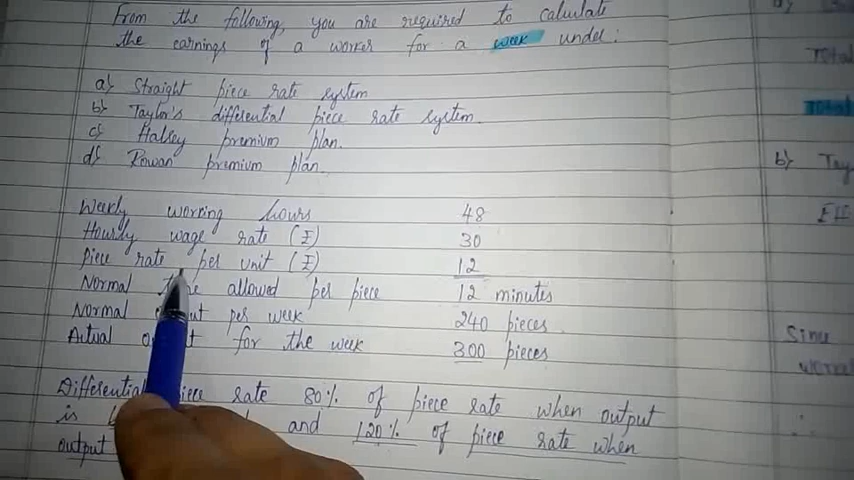 From the following, you are required to calculate
the earnings of a worker for a week under:
a) Straight piece rate system
b) Taylor's differential piece rate system.
c) Halsey premium plan.
d) Rowan premium plan.
Weekly working hours 48
Hourly wage rate (₹) 30
Piece rate per unit (₹) 12
Normal allowed per piece 12 minutes
Normal per week 240 pieces
Actual for the week 300 pieces
Differential piece rate 80% of piece rate when output
is and 120% of piece rate when
output
Total
Total
b) Tay
Since